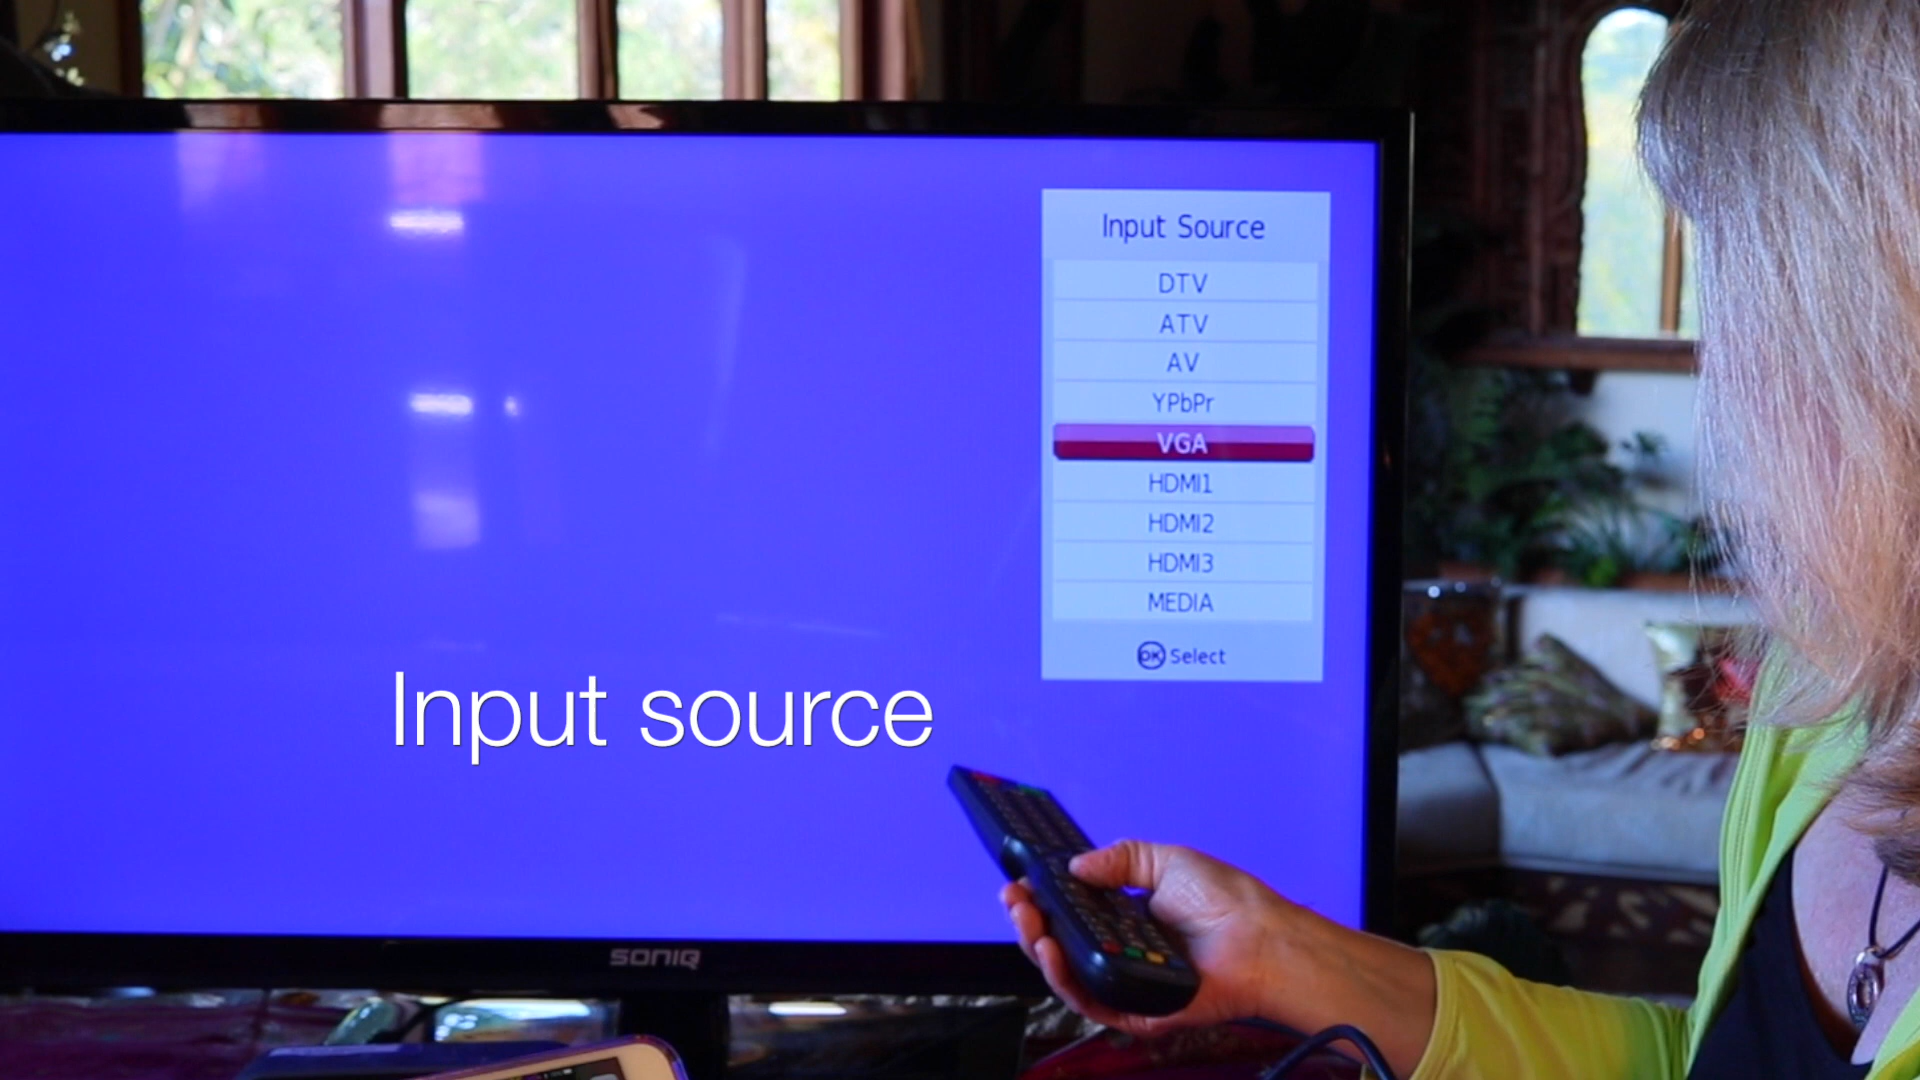 Input Source
DTV
ATV
AV
YPbPr
VGA
HDMI1
HDMI2
HDMI3
MEDIA
OK Select
Input source
SONIQ